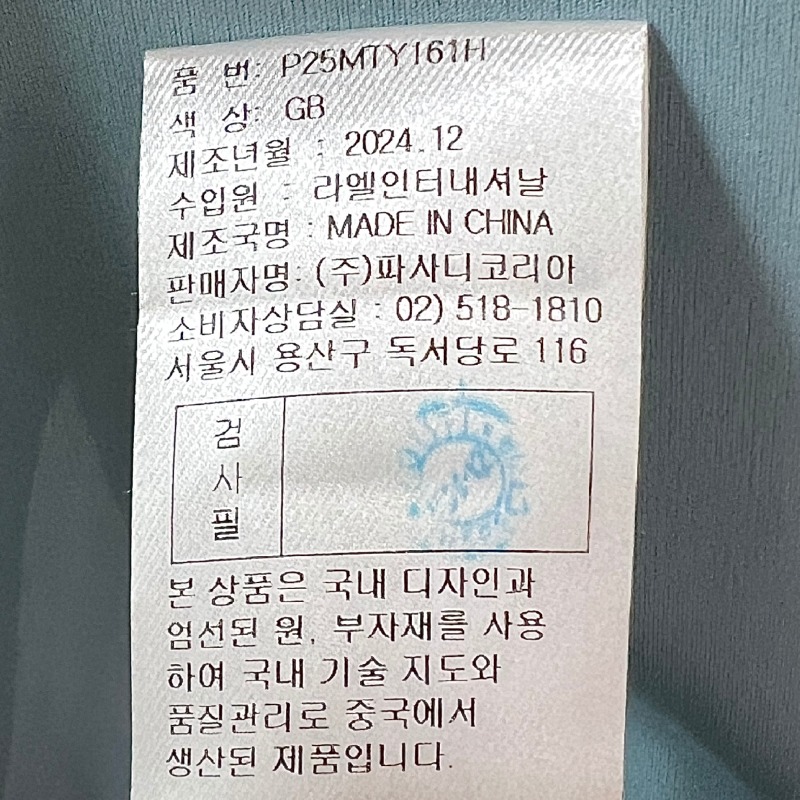 품 번: P25MTY161H
색 상: GB
제조년월 : 2024.12
수입원 : 라엘인터내셔날
제조국명 : MADE IN CHINA
판매자명: (주)파사디코리아
소비자상담실 : 02) 518-1810
서울시 용산구 독서당로 116
검
사
필
본 상품은 국내 디자인과
엄선된 원, 부자재를 사용
하여 국내 기술 지도와
품질관리로 중국에서
생산된 제품입니다.